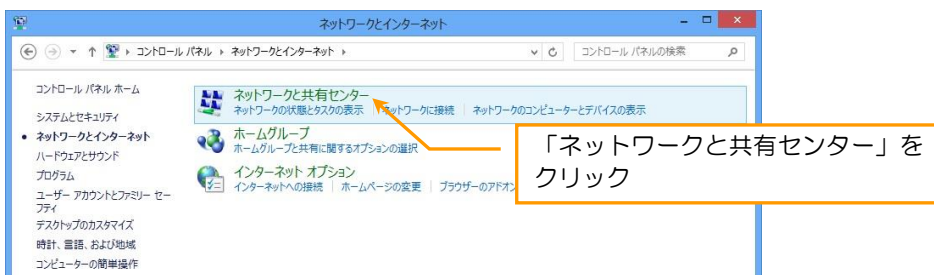 ネットワークとインターネット
コントロール パネル ▸ ネットワークとインターネット ▸
コントロール パネルの検索
コントロール パネル ホーム
システムとセキュリティ
ネットワークとインターネット
ハードウェアとサウンド
プログラム
ユーザー アカウントとファミリー セー
フティ
デスクトップのカスタマイズ
時計、言語、および地域
コンピューターの簡単操作
ネットワークと共有センター
ネットワークの状態とタスクの表示 | ネットワークに接続 | ネットワークのコンピューターとデバイスの表示
ホームグループ
ホームグループと共有に関するオプションの選択
インターネット オプション
インターネットへの接続 | ホームページの変更 | ブラウザーのアドオン
「ネットワークと共有センター」を
クリック